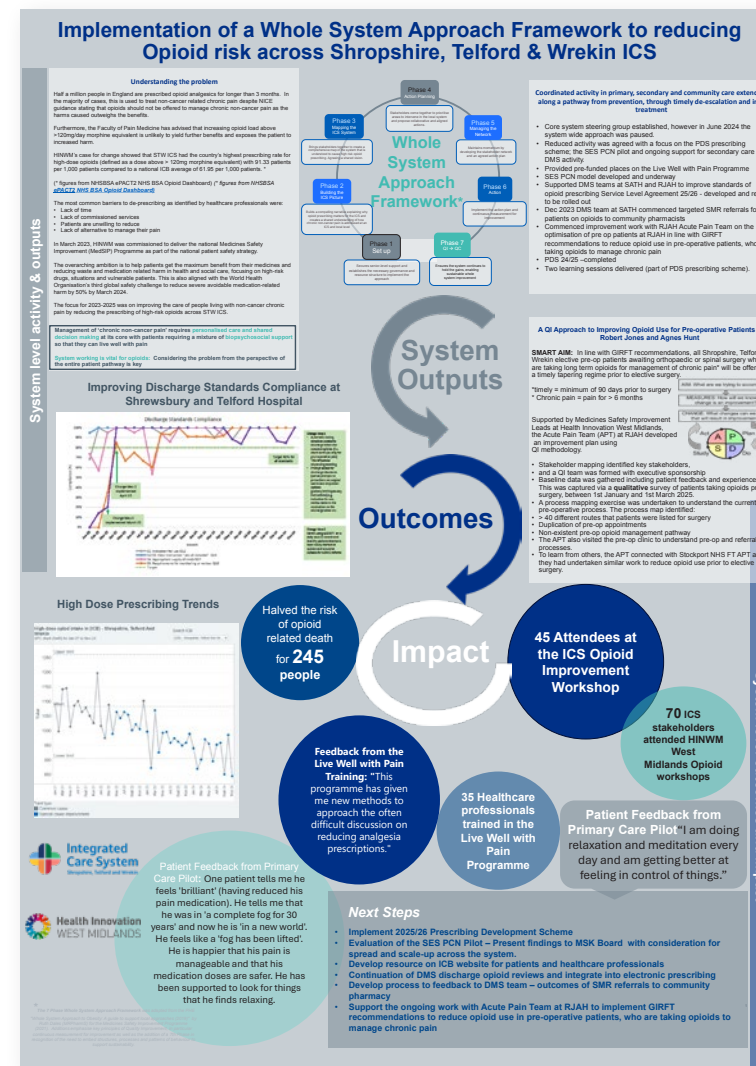 Implementation of a Whole System Approach Framework to reducing
Opioid risk across Shropshire, Telford & Wrekin ICS
System level activity & outputs
Understanding the problem
Half a million people in England are prescribed opioid analgesics for longer than 3 months. In
the majority of cases, this is used to treat non-cancer related chronic pain despite NICE
guidance stating that opioids should not be offered to manage chronic non-cancer pain as the
harms caused outweighs the benefits.
Furthermore, the Faculty of Pain Medicine has advised that increasing opioid load above
>120mg/day morphine equivalent is unlikely to yield further benefits and exposes the patient to
increased harm.
HINWM's case for change showed that STW ICS had the county's highest prescribing rate for
high-dose opioids (defined as a dose above > 120mg morphine equivalent) with 91.33 patients
per 1,000 patients compared to a national ICB average of 61.95 per 1,000 patients. *
(* figures from NHSBSA ePACT2 NHS BSA Opioid Dashboard) (* figures from NHSBSA
ePACT2 NHS BSA Opioid Dashboard)
The most common barriers to de-prescribing as identified by healthcare professionals were:
• Lack of time
• Lack of commissioned services
• Patients are unwilling to reduce
• Lack of alternative to manage their pain
In March 2023, HINWM was commissioned to deliver the national Medicines Safety
Improvement (MedSIP) Programme as part of the national patient safety strategy.
The overarching ambition is to help patients get the maximum benefit from their medicines and
reducing waste and medication related harm in health and social care, focusing on high-risk
drugs, situations and vulnerable patients. This is also aligned with the World Health
Organisation's third global safety challenge to reduce severe avoidable medication-related
harm by 50% by March 2024.
The focus for 2023-2025 was on improving the care of people living with non-cancer chronic
pain by reducing the prescribing of high-risk opioids across STW ICS.
Management of 'chronic non-cancer pain' requires personalised care and shared
decision making at its core with patients requiring a mixture of biopsychosocial support
so that they can live well with pain
System working is vital for opioids: Considering the problem from the perspective of
the entire patient pathway is key
Phase 4
Action Planning
Phase 3
Mapping the
ICS System
Phase 5
Managing the
Network
Phase 2
Building the
ICS Picture
Phase 6
Action
Phase 1
Set up
Phase 7
QI + QC
Whole
System
Approach
Framework*
System
Outputs
Outcomes
Impact
Coordinated activity in primary, secondary and community care
along a pathway from prevention, through timely de-escalation and
treatment
• Core system steering group established, however in June 2024 the
system wide approach was paused.
• Reduced activity was agreed with a focus on the PDS prescribing
scheme; the SES PCN pilot and ongoing support for secondary care
DMS activity.
• Provided pre-funded places on the Live Well with Pain Programme
• SES PCN model developed and underway
• Supported DMS teams at SATH and RJAH to improve standards of
opioid prescribing Service Level Agreement 25/26 - developed and
to be rolled out
• Dec 2023 DMS team at SATH commenced targeted SMR referrals for
patients on opioids to community pharmacists
• Commenced improvement work with RJAH Acute Pain Team on the
optimisation of pre op patients at RJAH in line with GIRFT
recommendations to reduce opioid use in pre-operative patients, who
taking opioids to manage chronic pain
• PDS 24/25 –completed
• Two learning sessions delivered (part of PDS prescribing scheme).
A QI Approach to Improving Opioid Use for Pre-operative Patients
Robert Jones and Agnes Hunt
SMART AIM: In line with GIRFT recommendations, all Shropshire,
Wrekin elective pre-op patients awaiting orthopaedic or spinal surgery
are taking long term opioids for management of chronic pain* will be
a timely tapering regime prior to elective surgery.
*timely = minimum of 90 days prior to surgery
* Chronic = pain for > 6 months
Supported by Medicines Safety Improvement
Leads at Health Innovation West Midlands,
the Acute Pain Team (APT) at RJAH developed
an improvement plan using
QI methodology.
Act
A P
S D
Study
Do
• Stakeholder mapping identified key stakeholders,
• and a QI team was formed with executive sponsorship
• Baseline data was gathered including patient feedback and experience
This was captured via a qualitative survey of patients taking opioids
surgery, between 1st January and 1st March 2025.
• A process mapping exercise was undertaken to understand the current
pre-operative process. The process map identified:
• > 40 different routes that patients were listed for surgery
• Duplication of pre-op appointments
• Non-existent pre-op opioid management pathway
• The APT also visited the pre-op clinic to understand pre-op and
processes.
• To learn from others, the APT connected with Stockport NHS FT APT
they had undertaken similar work to reduce opioid use prior to elective
surgery.
Improving Discharge Standards Compliance at
Shrewsbury and Telford Hospital
Discharge Standards Compliance
High Dose Prescribing Trends
Halved the risk
of opioid
related death
for 245
people
45 Attendees at
the ICS Opioid
Improvement
Workshop
70 ICS
stakeholders
attended HINWM
West
Midlands Opioid
workshops
Feedback from the
Live Well with Pain
Training: "This
programme has given
me new methods to
approach the often
difficult discussion on
reducing analgesia
prescriptions."
35 Healthcare
professionals
trained in the
Live Well with
Pain
Programme
Patient Feedback from
Primary Care Pilot"I am doing
relaxation and meditation every
day and am getting better at
feeling in control of things."
Integrated
Care System
Shropshire, Telford and Wrekin
Health Innovation
WEST MIDLANDS
Patient Feedback from Primary
Care Pilot: One patient tells me he
feels 'brilliant' (having reduced his
pain medication). He tells me that
he was in 'a complete fog for 30
years' and now he is 'in a new world'.
He feels like a 'fog has been lifted'.
He is happier that his pain is
manageable and that his
medication doses are safer. He has
been supported to look for things
that he finds relaxing.
Next Steps
• Implement 2025/26 Prescribing Development Scheme
• Evaluation of the SES PCN Pilot – Present findings to MSK Board with consideration for
spread and scale-up across the system.
• Develop resource on ICB website for patients and healthcare professionals
• Continuation of DMS discharge opioid reviews and integrate into electronic prescribing
• Develop process to feedback to DMS team – outcomes of SMR referrals to community
pharmacy
• Support the ongoing work with Acute Pain Team at RJAH to implement GIRFT
recommendations to reduce opioid use in pre-operative patients, who are taking opioids to
manage chronic pain